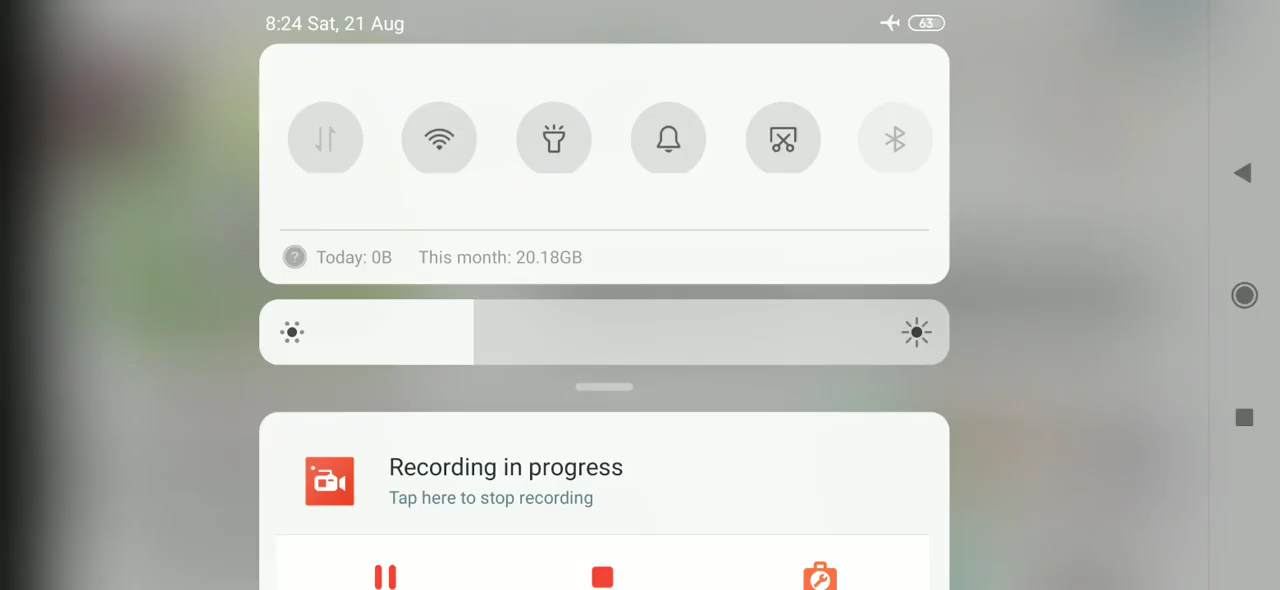 8:24 Sat, 21 Aug
63
? Today: 0B This month: 20.18GB
Recording in progress
Tap here to stop recording